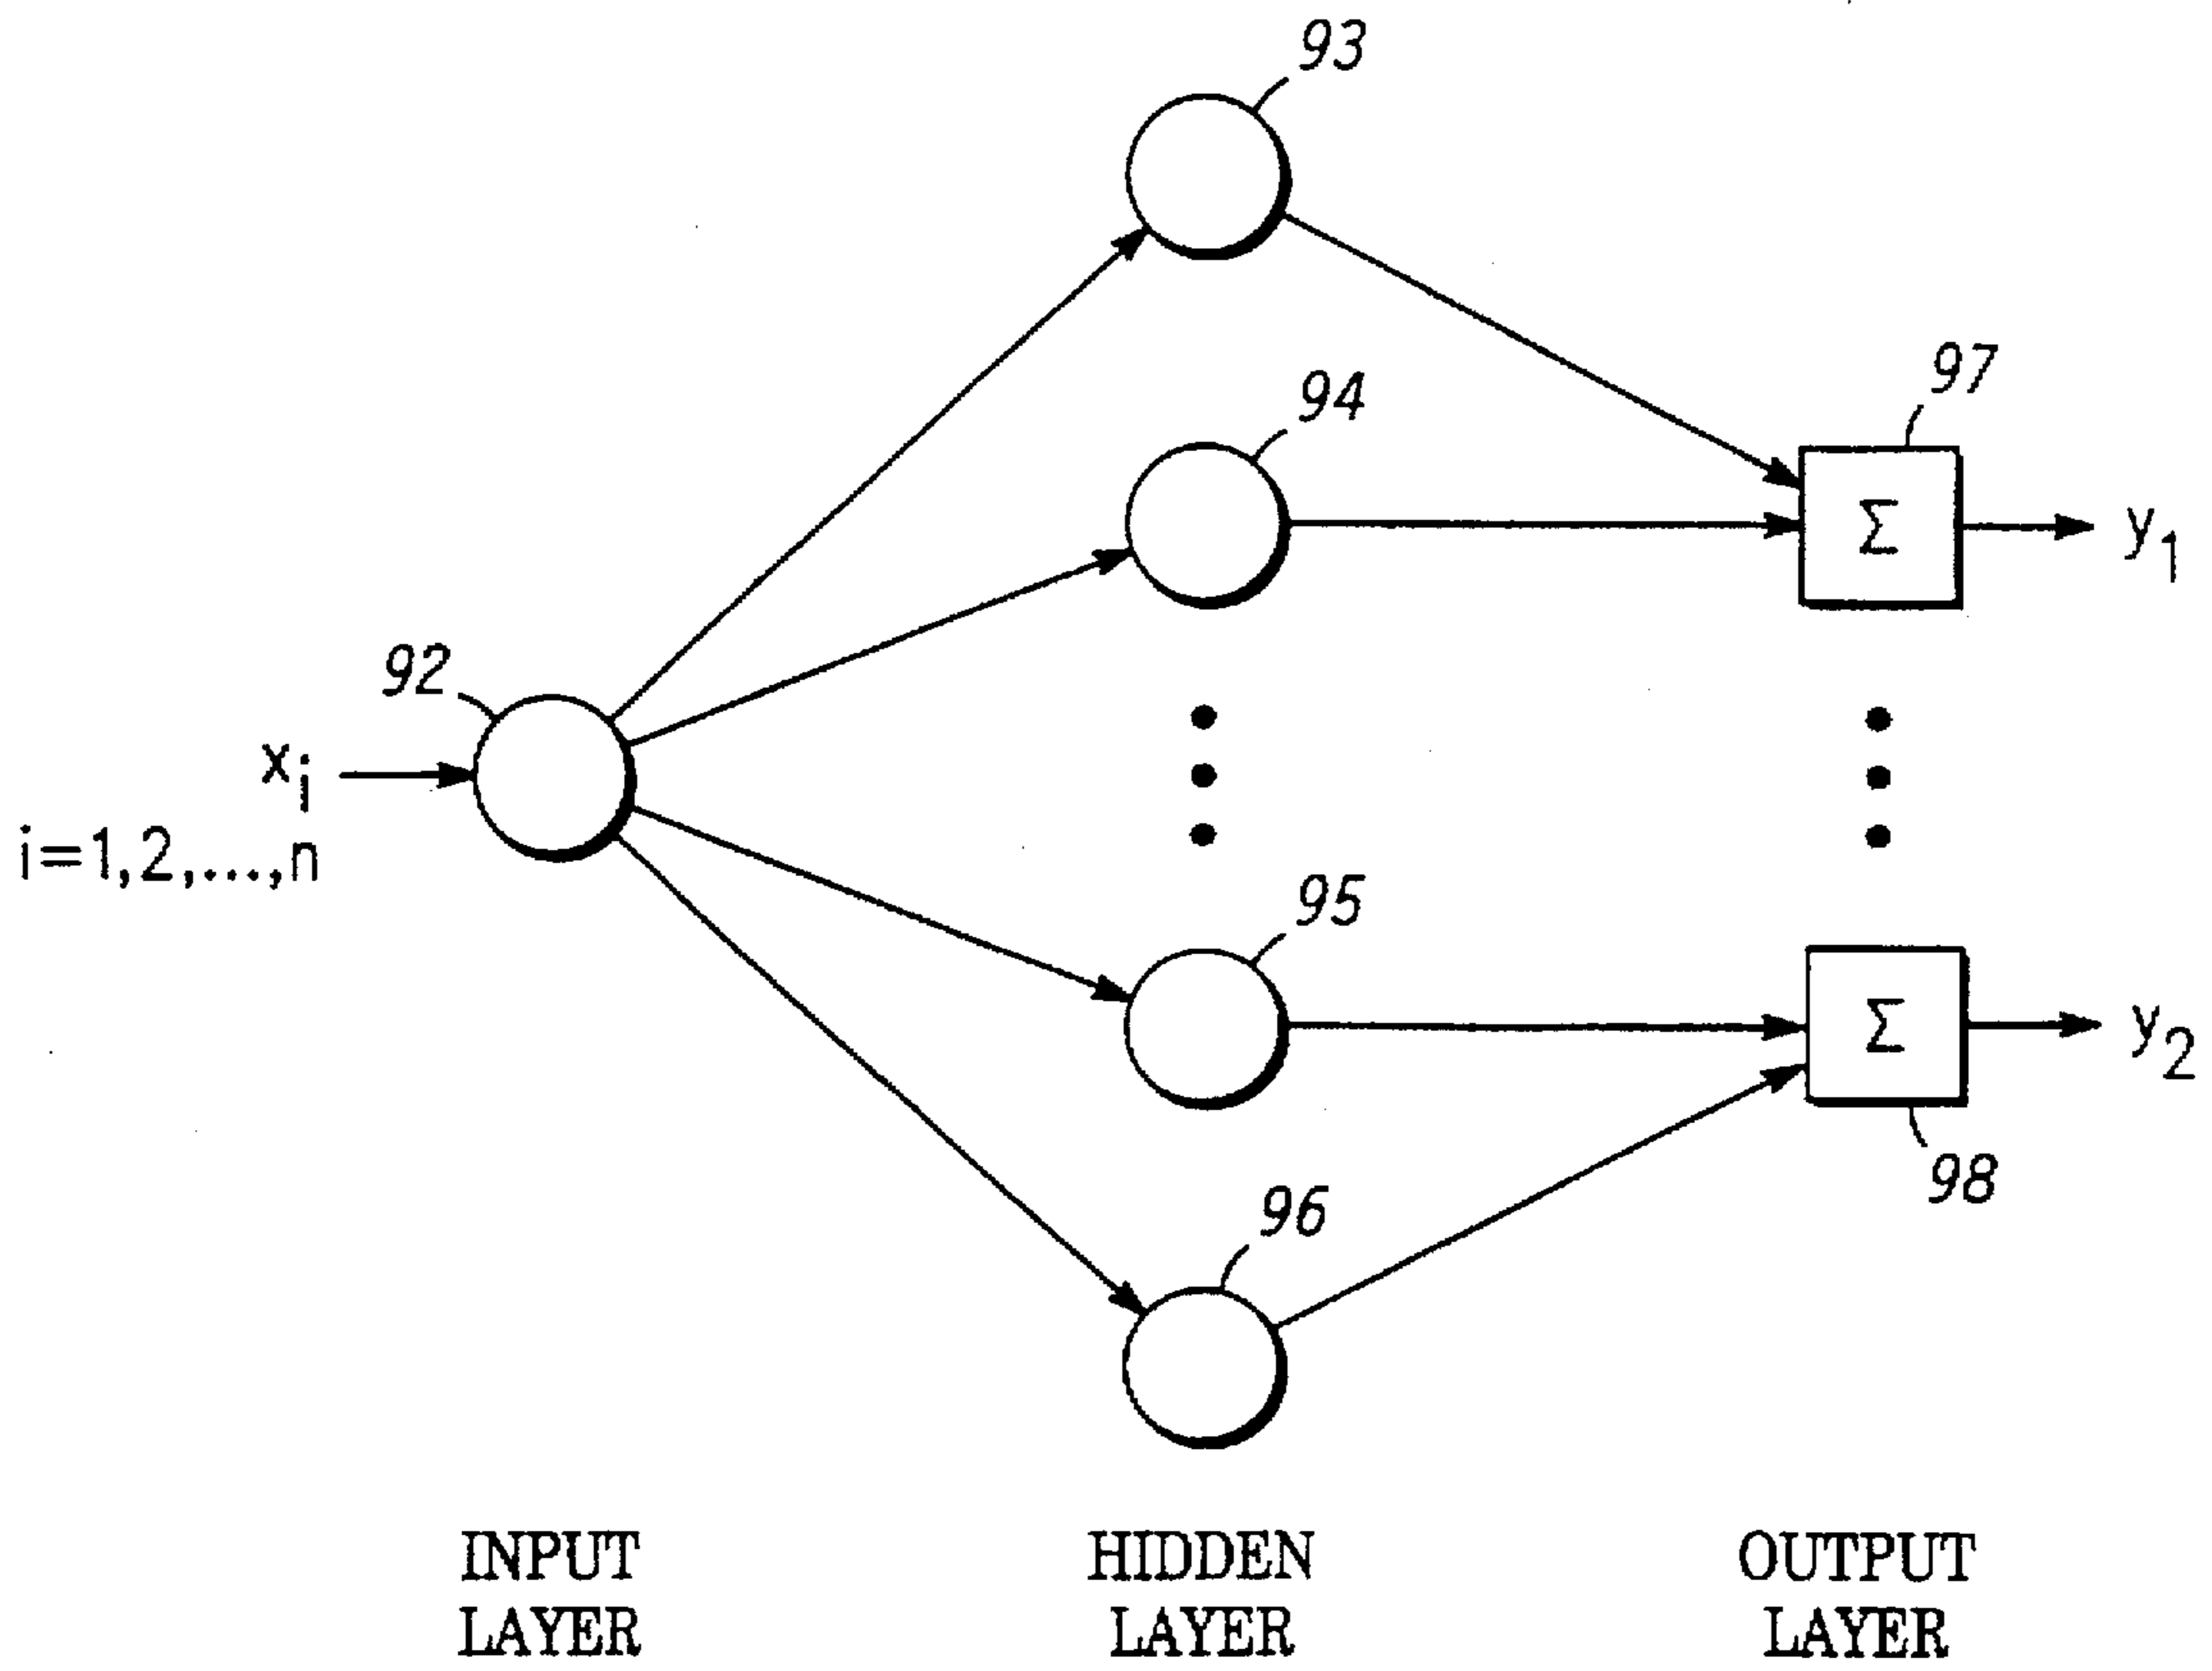 93
94
97
Σ
y1
92
xi
i=1,2,...,n
95
Σ
y2
98
96
INPUT LAYER
HIDDEN LAYER
OUTPUT LAYER